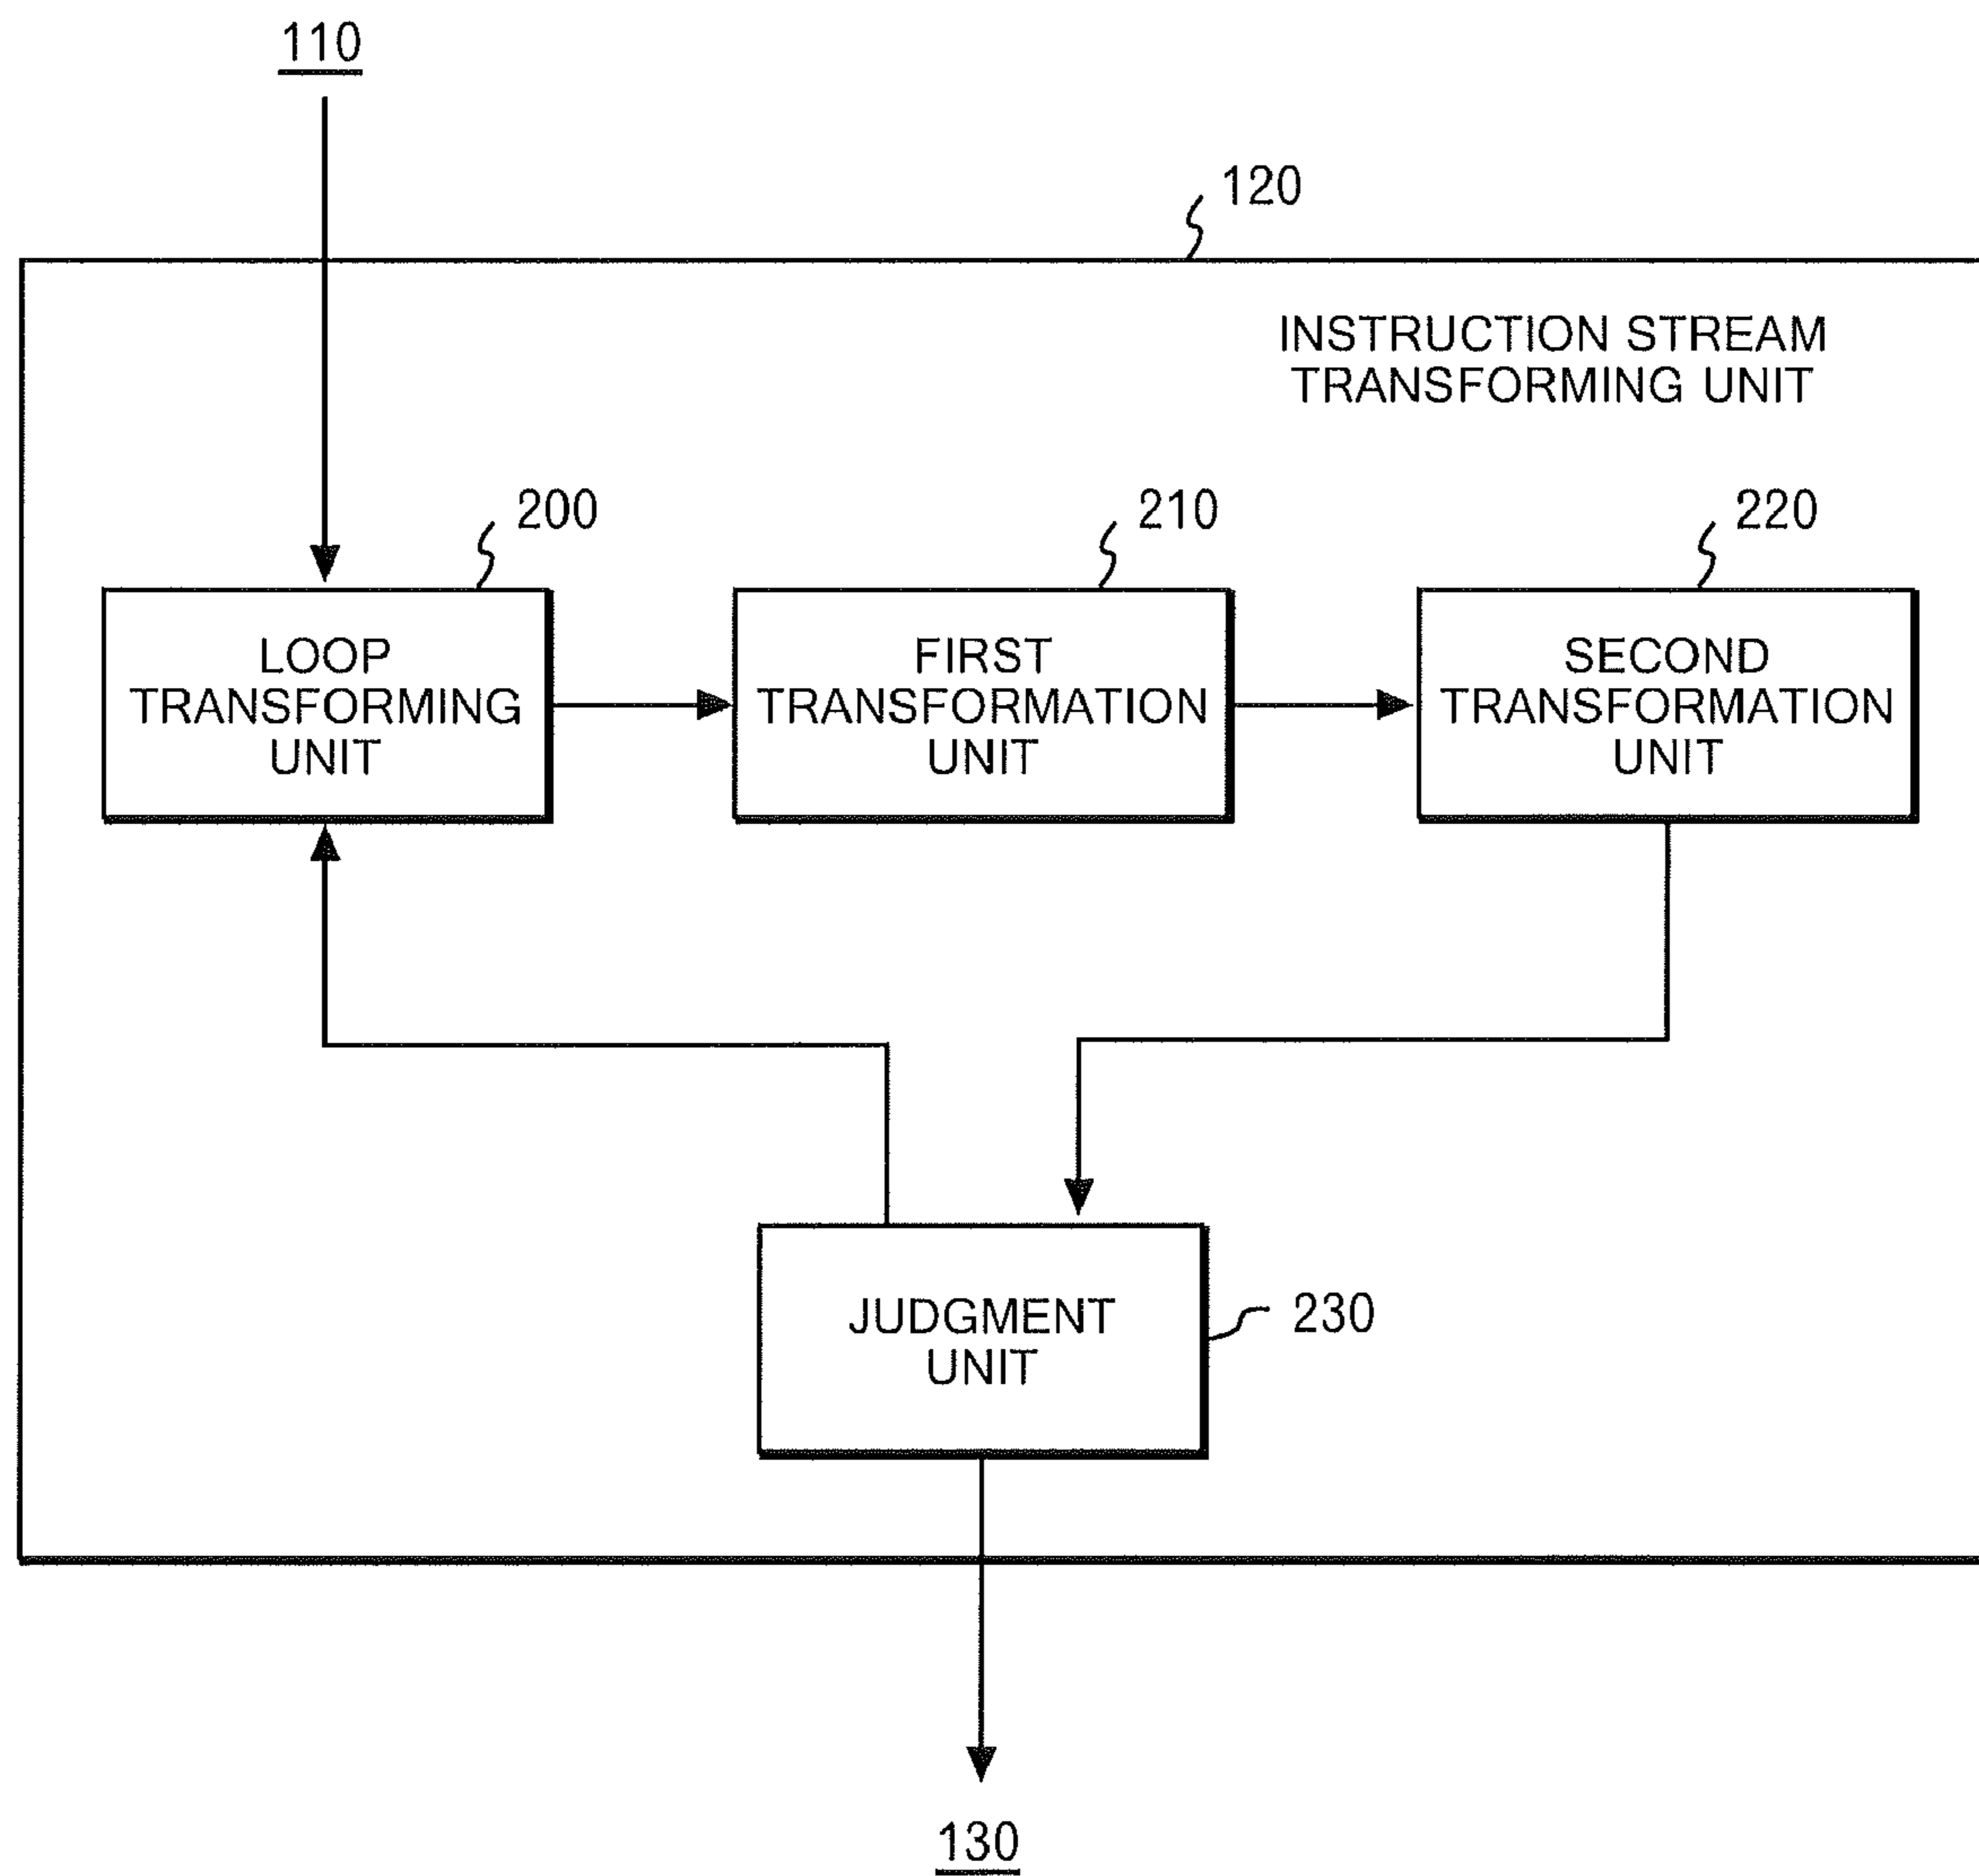 110
120
INSTRUCTION STREAM
TRANSFORMING UNIT
200
210
220
LOOP
TRANSFORMING
UNIT
FIRST
TRANSFORMATION
UNIT
SECOND
TRANSFORMATION
UNIT
JUDGMENT
UNIT
230
130